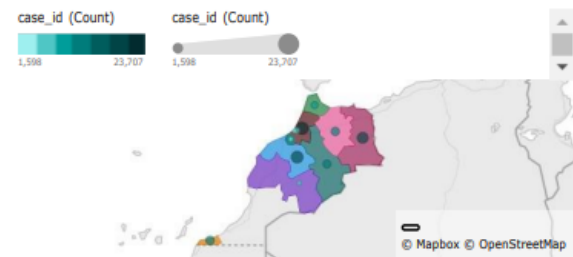 case_id (Count) case_id (Count)
1,598 23,707 1,598 23,707
© Mapbox © OpenStreetMap